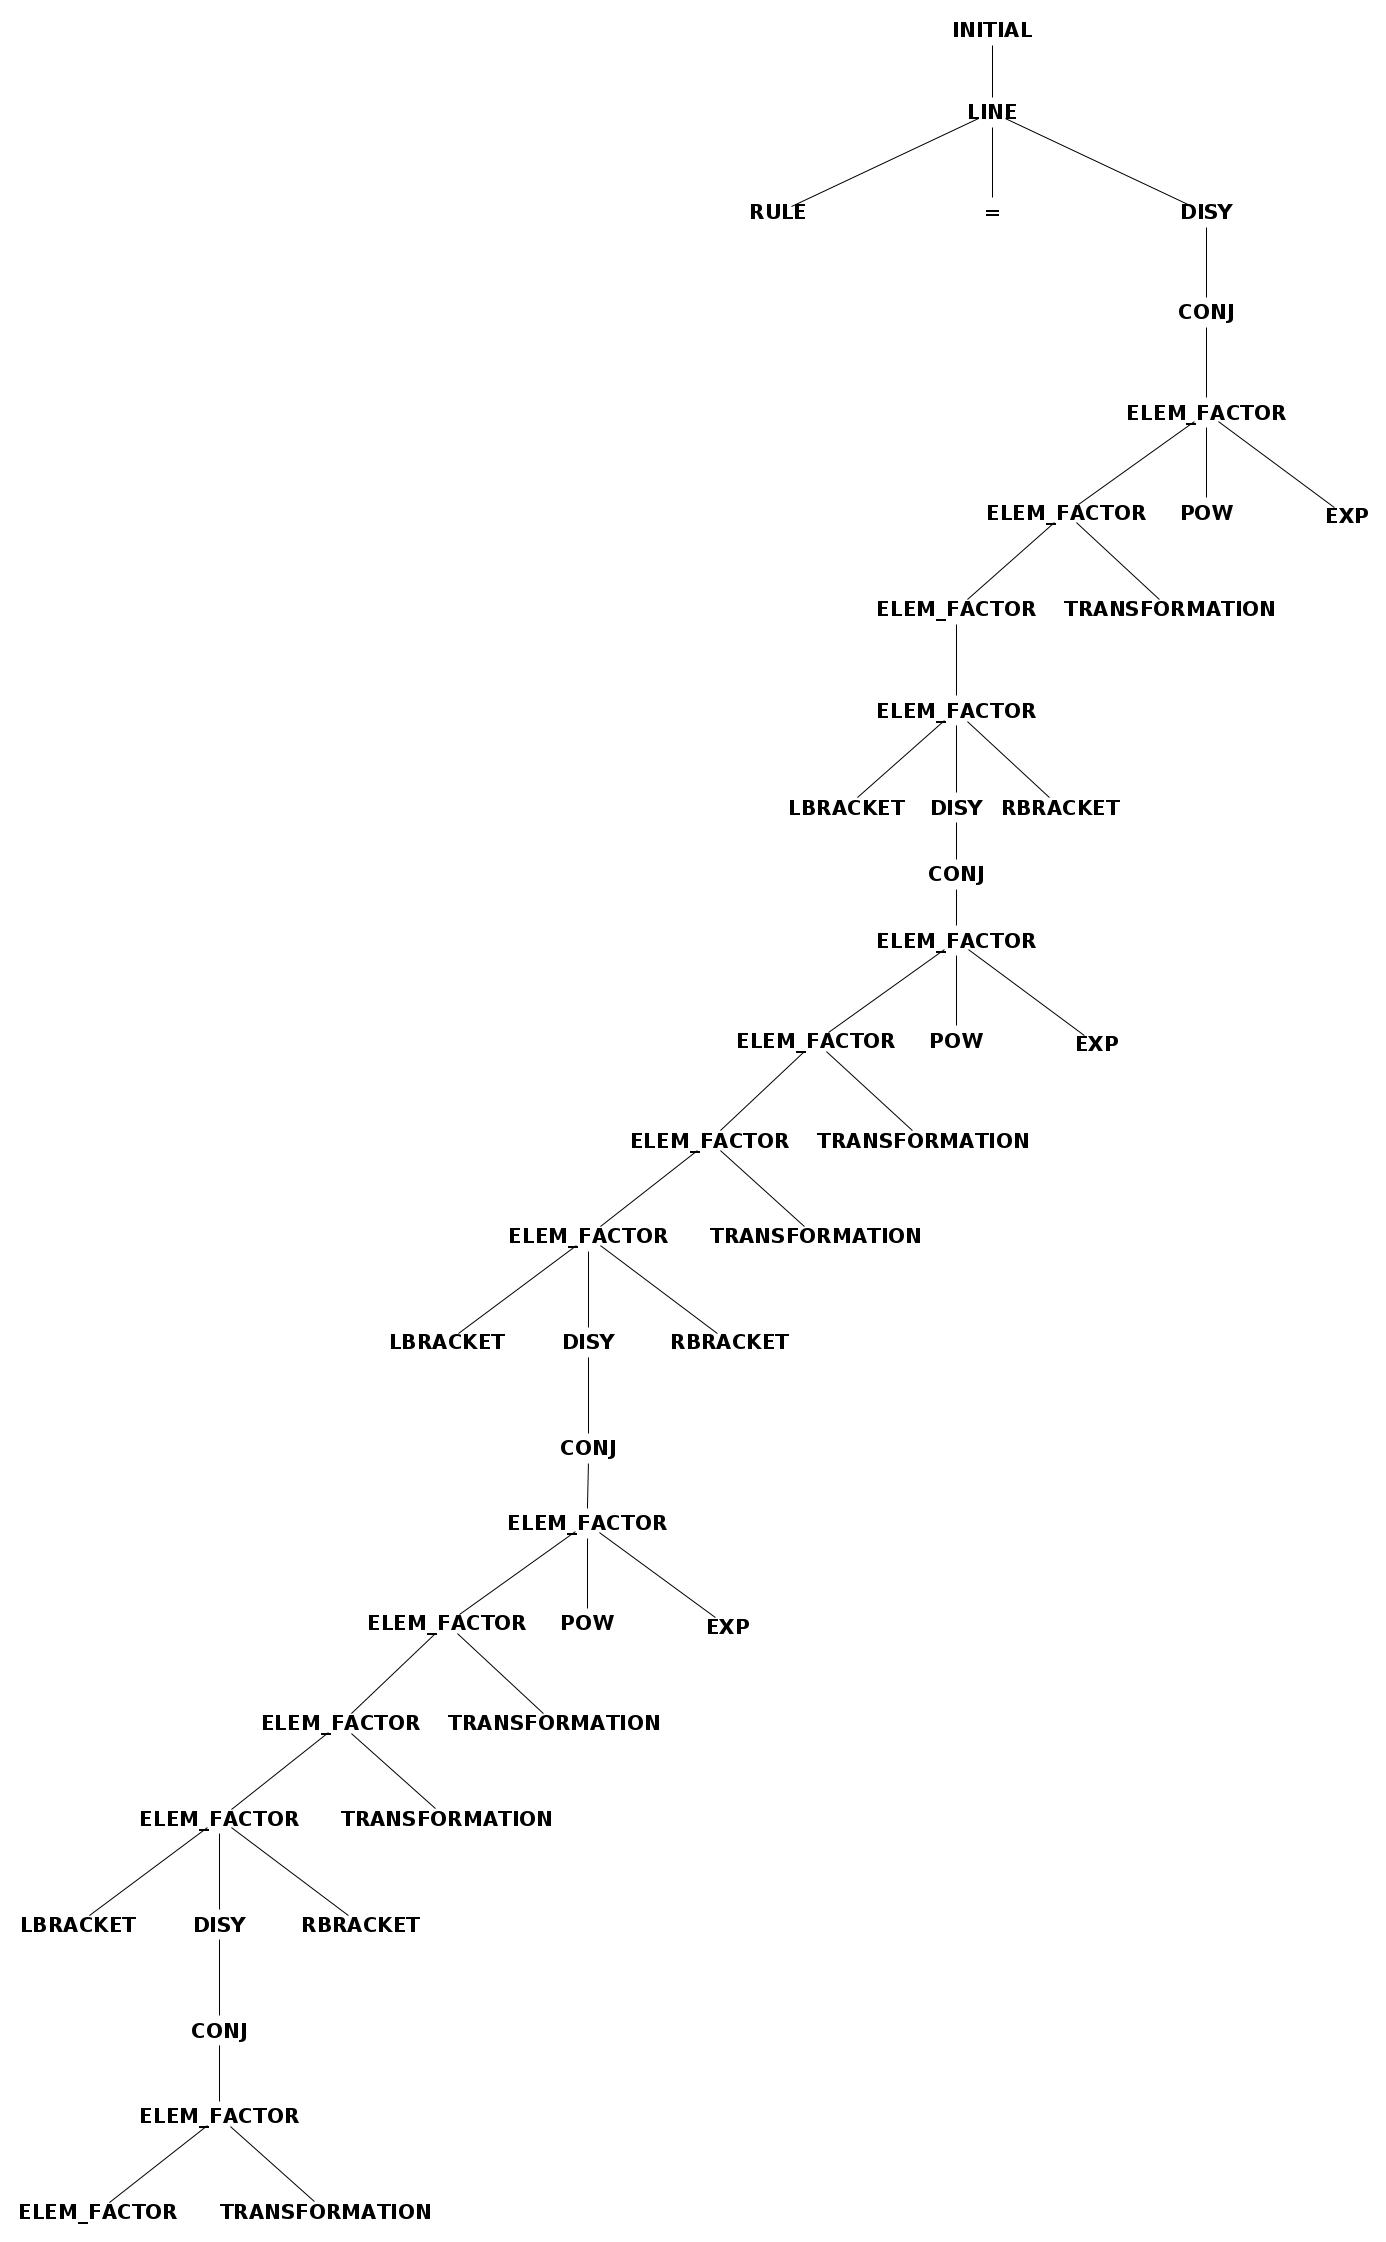 INITIAL
LINE
RULE = DISY
CONJ
ELEM_FACTOR
ELEM_FACTOR POW EXP
ELEM_FACTOR TRANSFORMATION
ELEM_FACTOR
LBRACKET DISY RBRACKET
CONJ
ELEM_FACTOR
ELEM_FACTOR POW EXP
ELEM_FACTOR TRANSFORMATION
ELEM_FACTOR TRANSFORMATION
LBRACKET DISY RBRACKET
CONJ
ELEM_FACTOR
ELEM_FACTOR POW EXP
ELEM_FACTOR TRANSFORMATION
ELEM_FACTOR TRANSFORMATION
LBRACKET DISY RBRACKET
CONJ
ELEM_FACTOR
ELEM_FACTOR TRANSFORMATION